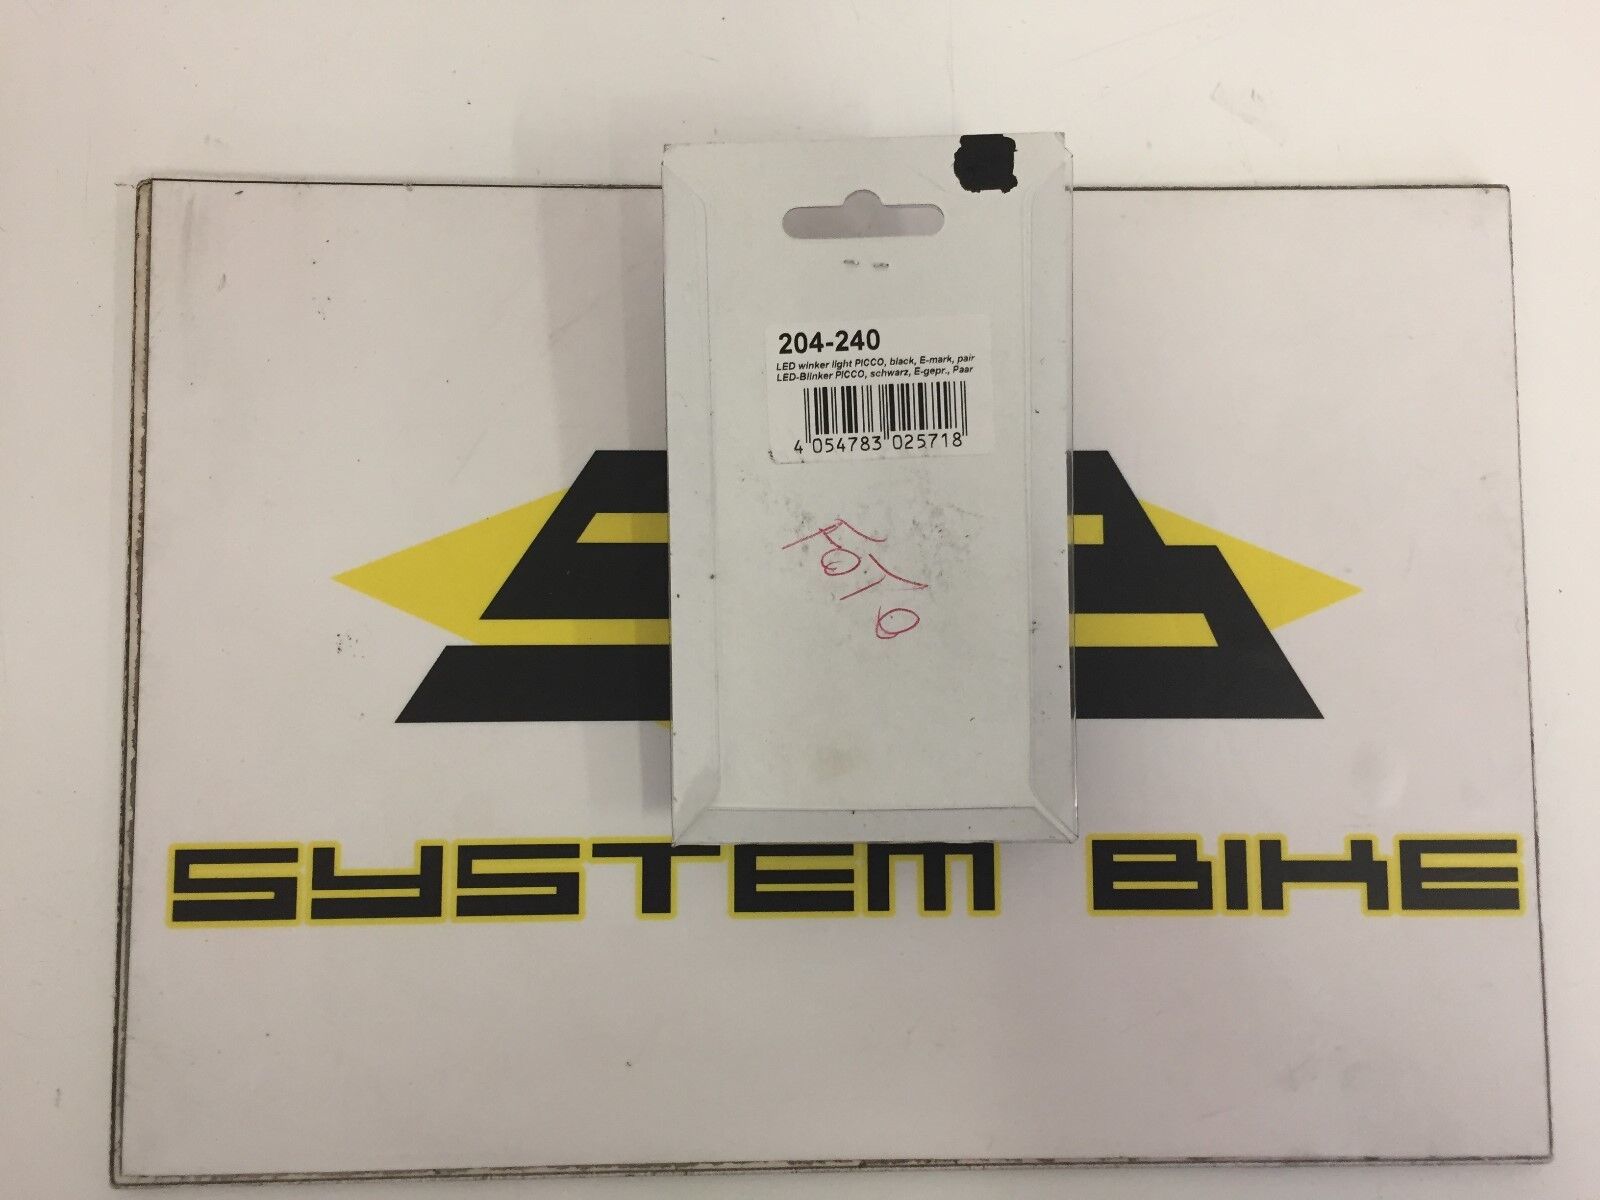 204-240
LED winker light PICCO, black, E-mark, pair
LED-Blinker PICCO, schwarz, E-gepr., Paar
4 054783 025718
FOTO
SYSTEM BIKE